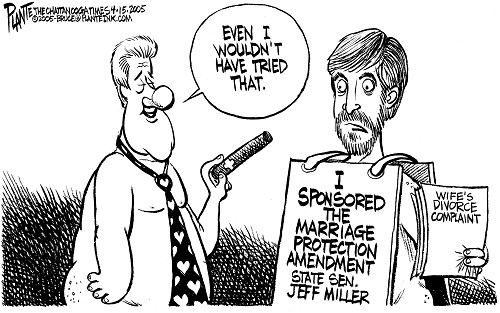 PLANTE THE CHATTANOOGA TIMES 4-15-2005
©2005-BRUCE@PLANTEINK.COM
EVEN I
WOULDN'T
HAVE TRIED
THAT.
I
SPONSORED
THE
MARRIAGE
PROTECTION
AMENDMENT
STATE SEN.
JEFF MILLER
WIFE'S
DIVORCE
COMPLAINT